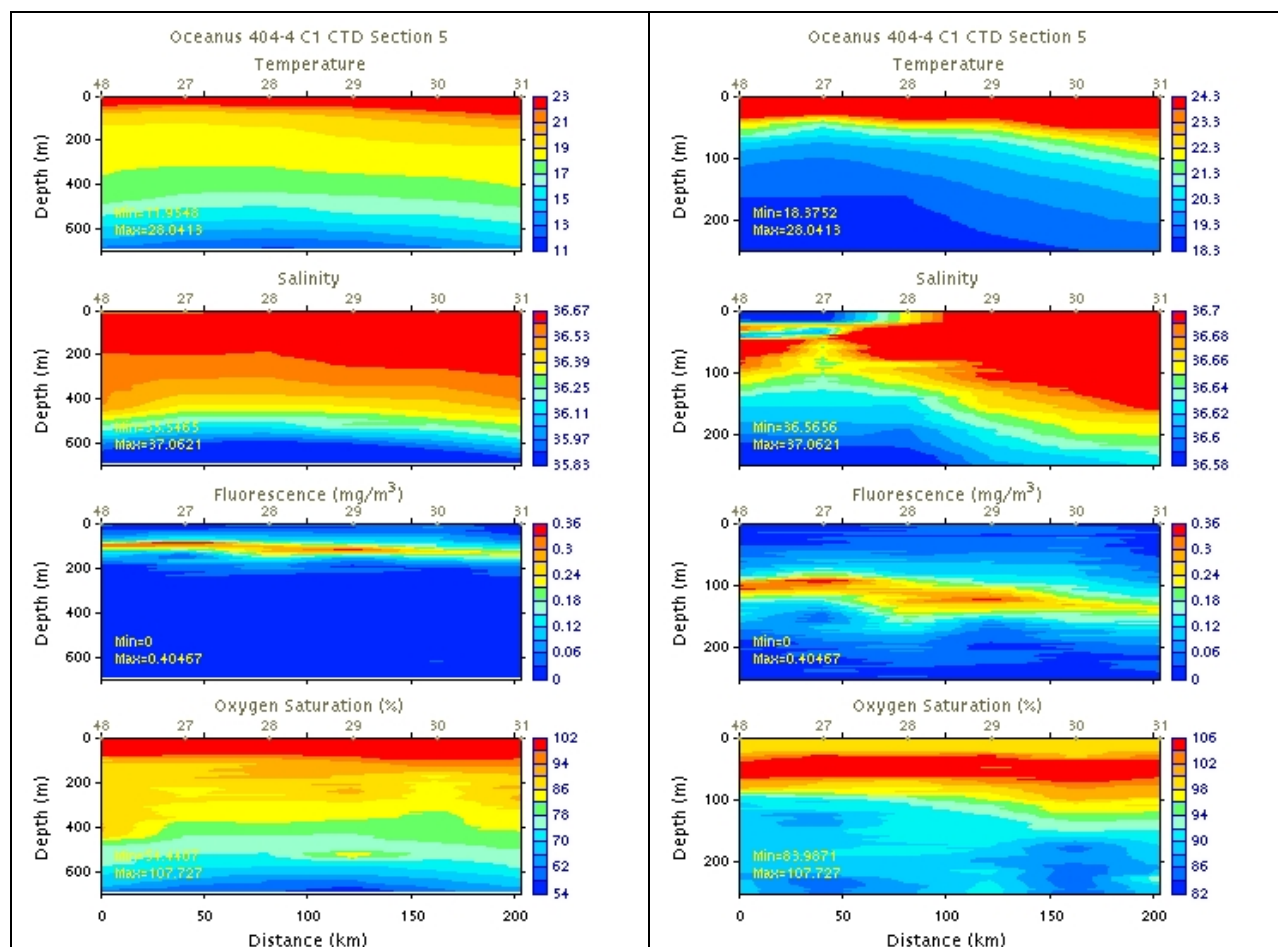 Oceanus 404-4 C1 CTD Section 5
Temperature
48 27 28 29 30 31
0
200
400
600
Depth (m)
Min=11.9548
Max=28.0413
23
21
19
17
15
13
11
Salinity
48 27 28 29 30 31
0
200
400
600
Depth (m)
Max=37.0621
36.67
36.53
36.39
36.25
36.11
35.97
35.83
Fluorescence (mg/m³)
48 27 28 29 30 31
0
200
400
600
Depth (m)
Min=0
Max=0.40467
0.36
0.3
0.24
0.18
0.12
0.06
0
Oxygen Saturation (%)
48 27 28 29 30 31
0
200
400
600
Depth (m)
Max=107.727
102
94
86
78
70
62
54
0 50 100 150 200
Distance (km)
Oceanus 404-4 C1 CTD Section 5
Temperature
48 27 28 29 30 31
0
100
200
Depth (m)
Min=18.3752
Max=28.0413
24.3
23.3
22.3
21.3
20.3
19.3
18.3
Salinity
48 27 28 29 30 31
0
100
200
Depth (m)
Min=36.5656
Max=37.0621
36.7
36.68
36.66
36.64
36.62
36.6
36.58
Fluorescence (mg/m³)
48 27 28 29 30 31
0
100
200
Depth (m)
Min=0
Max=0.40467
0.36
0.3
0.24
0.18
0.12
0.06
0
Oxygen Saturation (%)
48 27 28 29 30 31
0
100
200
Depth (m)
Min=83.9871
Max=107.727
106
102
98
94
90
86
82
0 50 100 150 200
Distance (km)